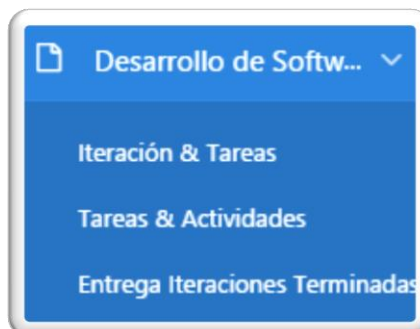 Desarrollo de Softw...
Iteración & Tareas
Tareas & Actividades
Entrega Iteraciones Terminadas